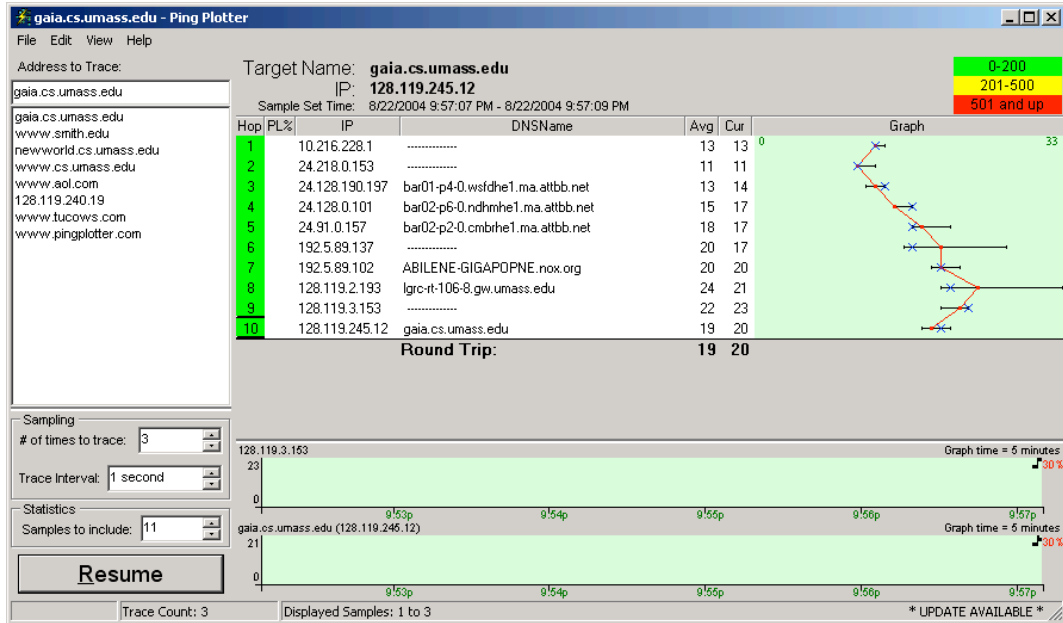 gaia.cs.umass.edu - Ping Plotter
File Edit View Help
Address to Trace:
gaia.cs.umass.edu
gaia.cs.umass.edu
www.smith.edu
newworld.cs.umass.edu
www.cs.umass.edu
www.aol.com
128.119.240.19
www.tucows.com
www.pingplotter.com
Target Name: gaia.cs.umass.edu
IP: 128.119.245.12
Sample Set Time: 8/22/2004 9:57:07 PM - 8/22/2004 9:57:09 PM
0-200
201-500
501 and up
Hop PL% IP DNSName Avg Cur Graph
1 10.216.228.1 -------------- 13 13 0 33
2 24.218.0.153 -------------- 11 11
3 24.128.190.197 bar01-p4-0.wsfdhe1.ma.attbb.net 13 14
4 24.128.0.101 bar02-p6-0.ndhmhe1.ma.attbb.net 15 17
5 24.91.0.157 bar02-p2-0.cmbrhe1.ma.attbb.net 18 17
6 192.5.89.137 -------------- 20 17
7 192.5.89.102 ABILENE-GIGAPOPNE.nox.org 20 20
8 128.119.2.193 lgrc-rt-106-8.gw.umass.edu 24 21
9 128.119.3.153 -------------- 22 23
10 128.119.245.12 gaia.cs.umass.edu 19 20
Round Trip: 19 20
Sampling
# of times to trace: 3
Trace Interval: 1 second
Statistics
Samples to include: 11
Resume
128.119.3.153 Graph time = 5 minutes
23 30%
0
9:53p 9:54p 9:55p 9:56p 9:57p
gaia.cs.umass.edu (128.119.245.12) Graph time = 5 minutes
21 30%
0
9:53p 9:54p 9:55p 9:56p 9:57p
Trace Count: 3 Displayed Samples: 1 to 3 * UPDATE AVAILABLE *